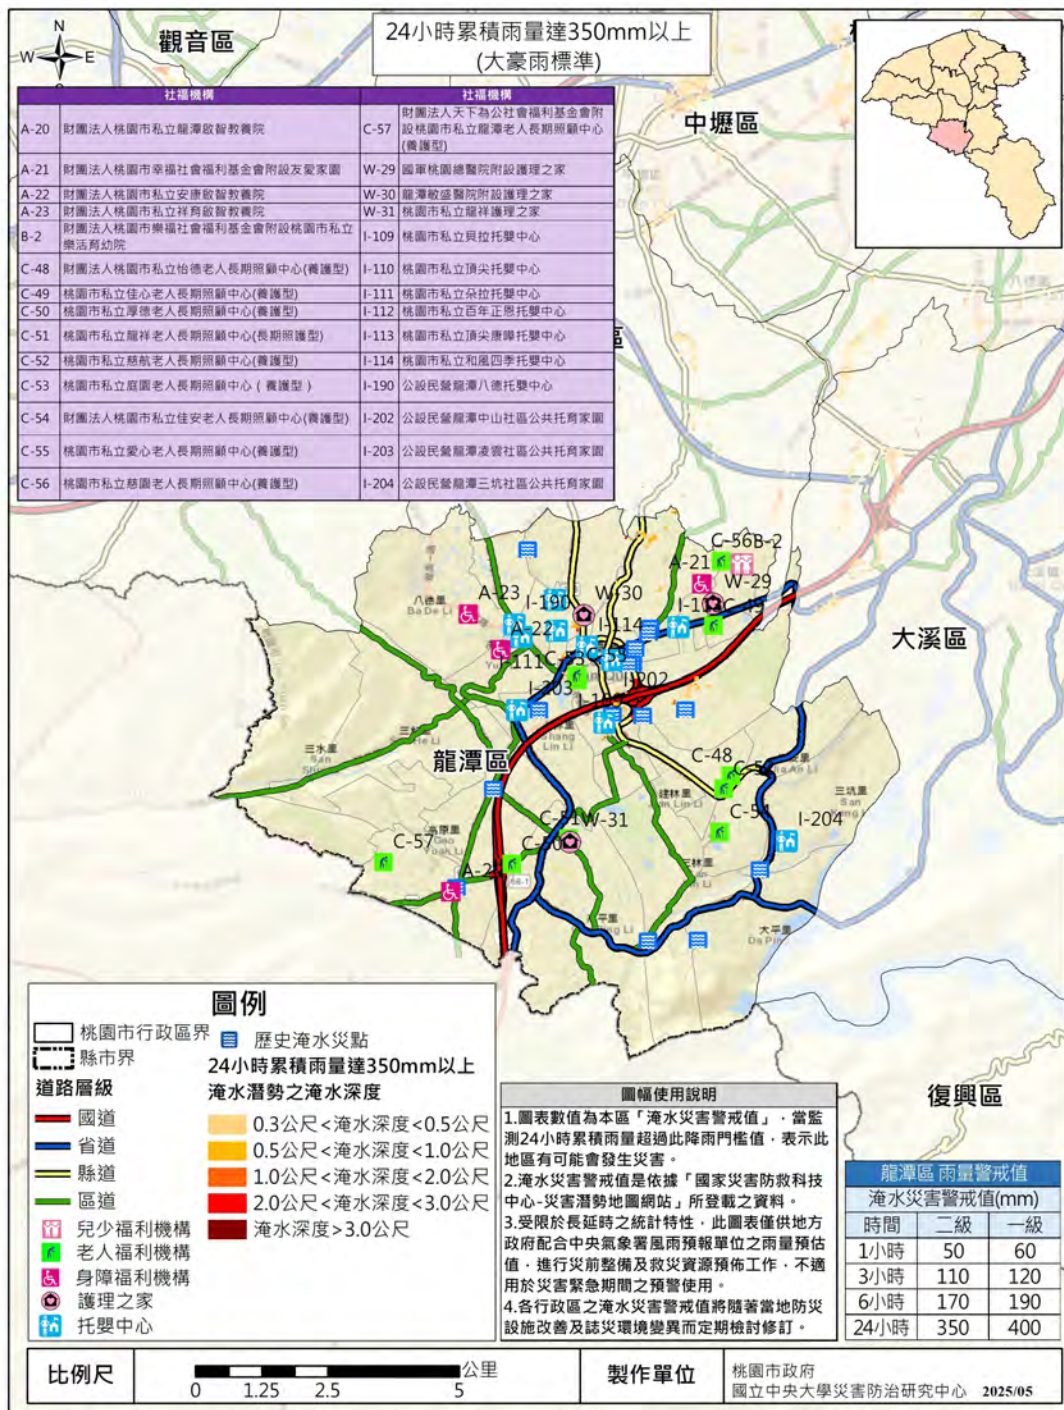 觀音區
24小時累積雨量達350mm以上
(大豪雨標準)
N
W E
中壢區
社福機構 社福機構
A-20 財團法人桃園市私立龍潭啟智教養院
C-57 財團法人天下為公社會福利基金會附
設桃園市私立龍潭老人長期照顧中心
(養護型)
A-21 財團法人桃園市幸福社會福利基金會附設友愛家園
W-29 國軍桃園總醫院附設護理之家
A-22 財團法人桃園市私立安康啟智教養院
W-30 龍潭敏盛醫院附設護理之家
A-23 財團法人桃園市私立祥育啟智教養院
W-31 桃園市私立龍祥護理之家
B-2 財團法人桃園市樂福社會福利基金會附設桃園市私立
樂活育幼院
I-109 桃園市私立貝拉托嬰中心
C-48 財團法人桃園市私立怡德老人長期照顧中心(養護型)
I-110 桃園市私立頂尖托嬰中心
C-49 桃園市私立佳心老人長期照顧中心(養護型)
I-111 桃園市私立朵拉托嬰中心
C-50 桃園市私立厚德老人長期照顧中心(養護型)
I-112 桃園市私立百年正恩托嬰中心
C-51 桃園市私立龍祥老人長期照顧中心(長期照護型)
I-113 桃園市私立頂尖唐嘷托嬰中心
C-52 桃園市私立慈航老人長期照顧中心(養護型)
I-114 桃園市私立和風四季托嬰中心
C-53 桃園市私立庭園老人長期照顧中心 ( 養護型 )
I-190 公設民營龍潭八德托嬰中心
C-54 財團法人桃園市私立佳安老人長期照顧中心(養護型)
I-202 公設民營龍潭中山社區公共托育家園
C-55 桃園市私立愛心老人長期照顧中心(養護型)
I-203 公設民營龍潭凌雲社區公共托育家園
C-56 桃園市私立慈園老人長期照顧中心(養護型)
I-204 公設民營龍潭三坑社區公共托育家園
區
C-56 B-2
A-21
W-29
A-23
I-190
W-30
C-49
八德里
Ba De Li
A-22
I-114
大溪區
I-111
C-53
C-55
I-203
I-202
龍潭區
三水里
San
Lin Li
C-48
三坑里
San
C-54
I-204
高原里
Gao
Yuan Li
C-57
C-51 W-31
C-50
三林里
大平里
Da Pin
圖例
桃園市行政區界
縣市界
道路層級
國道
省道
縣道
區道
兒少福利機構
老人福利機構
身障福利機構
護理之家
托嬰中心
歷史淹水災點
24小時累積雨量達350mm以上
淹水潛勢之淹水深度
0.3公尺<淹水深度<0.5公尺
0.5公尺<淹水深度<1.0公尺
1.0公尺<淹水深度<2.0公尺
2.0公尺<淹水深度<3.0公尺
淹水深度>3.0公尺
圖幅使用說明
1.圖表數值為本區「淹水災害警戒值」，當監
測24小時累積雨量超過此降雨門檻值，表示此
地區有可能會發生災害。
2.淹水災害警戒值是依據「國家災害防救科技
中心-災害潛勢地圖網站」所登載之資料。
3.受限於長延時之統計特性，此圖表僅供地方
政府配合中央氣象署風雨預報單位之雨量預估
值，進行災前整備及救災資源預佈工作，不適
用於災害緊急期間之預警使用。
4.各行政區之淹水災害警戒值將隨著當地防災
設施改善及誌災環境變異而定期檢討修訂。
復興區
龍潭區 雨量警戒值
淹水災害警戒值(mm)
時間 二級 一級
1小時 50 60
3小時 110 120
6小時 170 190
24小時 350 400
比例尺
公里
0 1.25 2.5 5
製作單位
桃園市政府
國立中央大學災害防治研究中心 2025/05